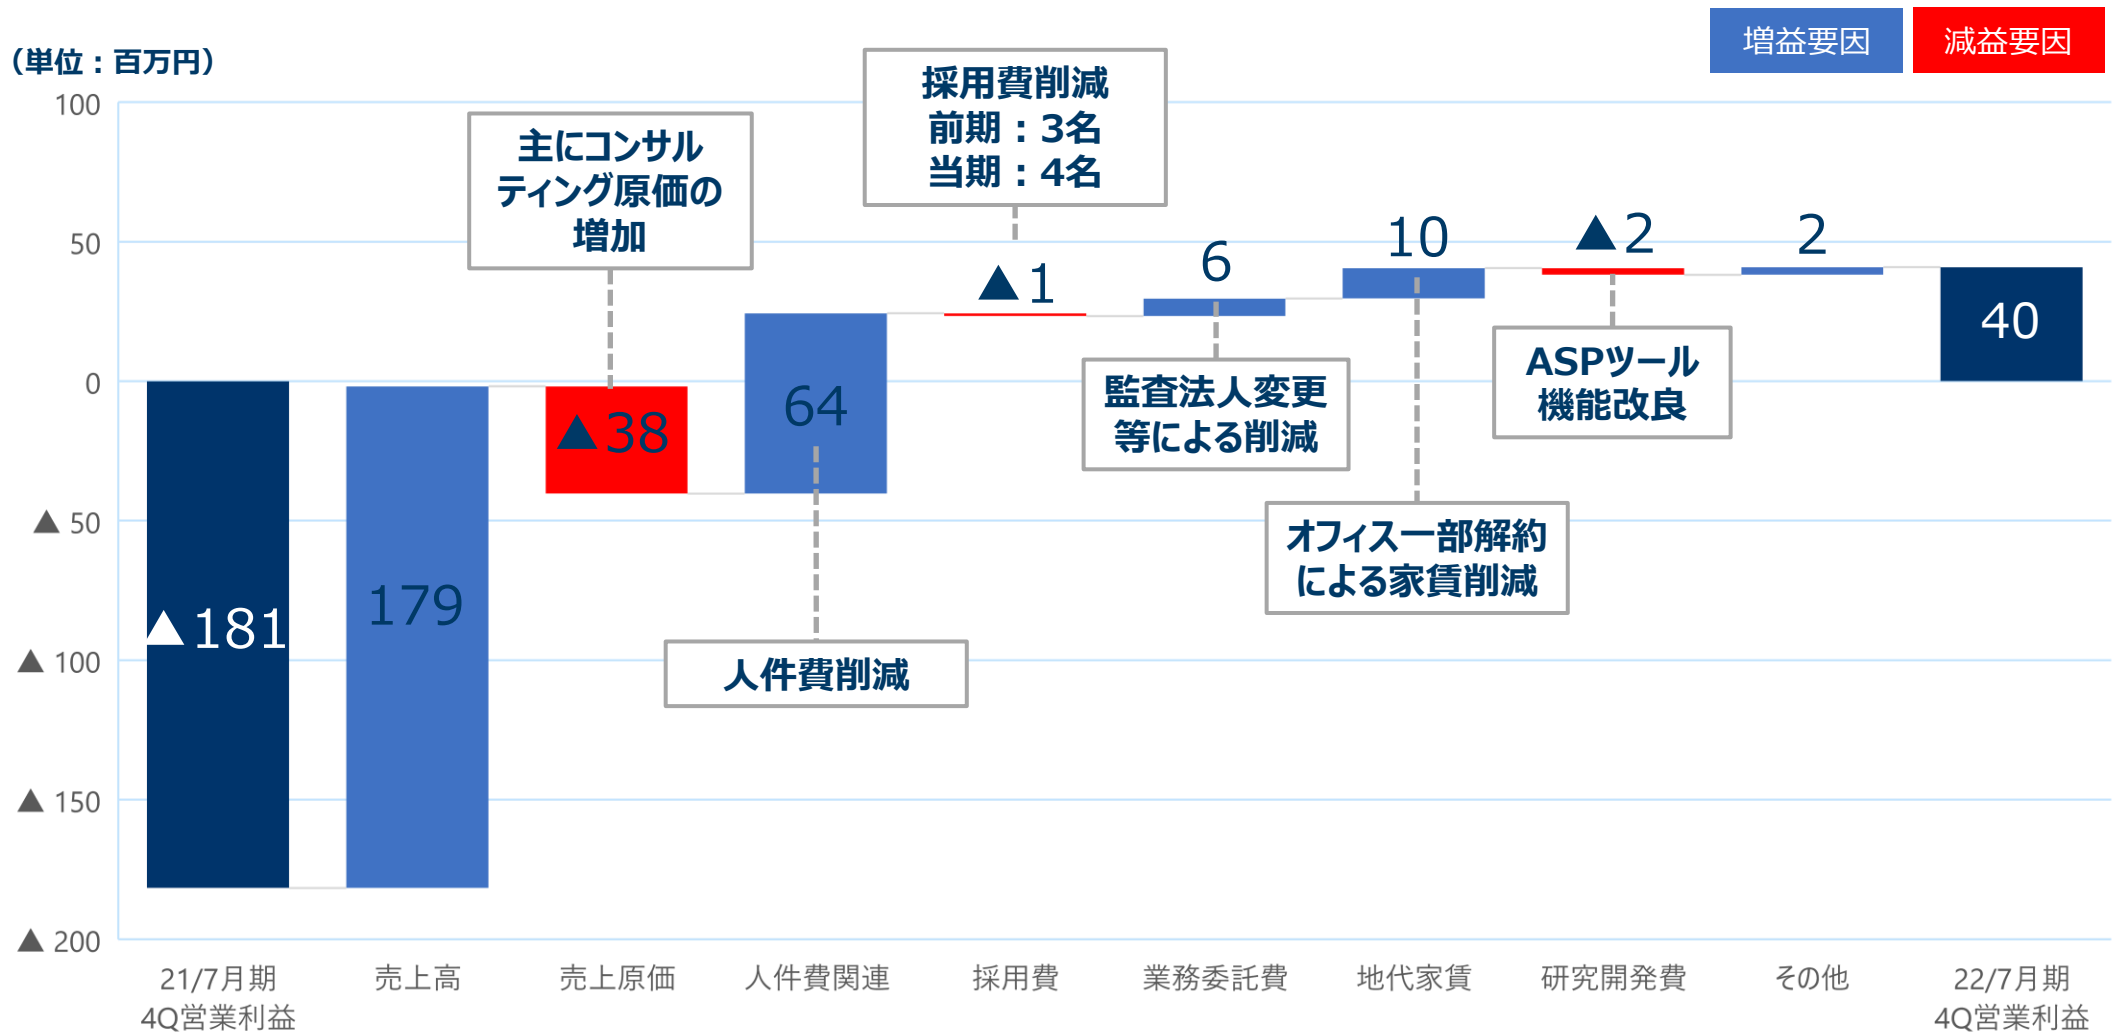 増益要因
減益要因
（単位：百万円）
100
50
0
▲ 50
▲ 100
▲ 150
▲ 200
主にコンサル
ティング原価の
増加
採用費削減
前期：3名
当期：4名
▲181
179
▲38
64
▲1
6
10
▲2
2
40
人件費削減
監査法人変更
等による削減
オフィス一部解約
による家賃削減
ASPツール
機能改良
21/7月期
4Q営業利益
売上高
売上原価
人件費関連
採用費
業務委託費
地代家賃
研究開発費
その他
22/7月期
4Q営業利益